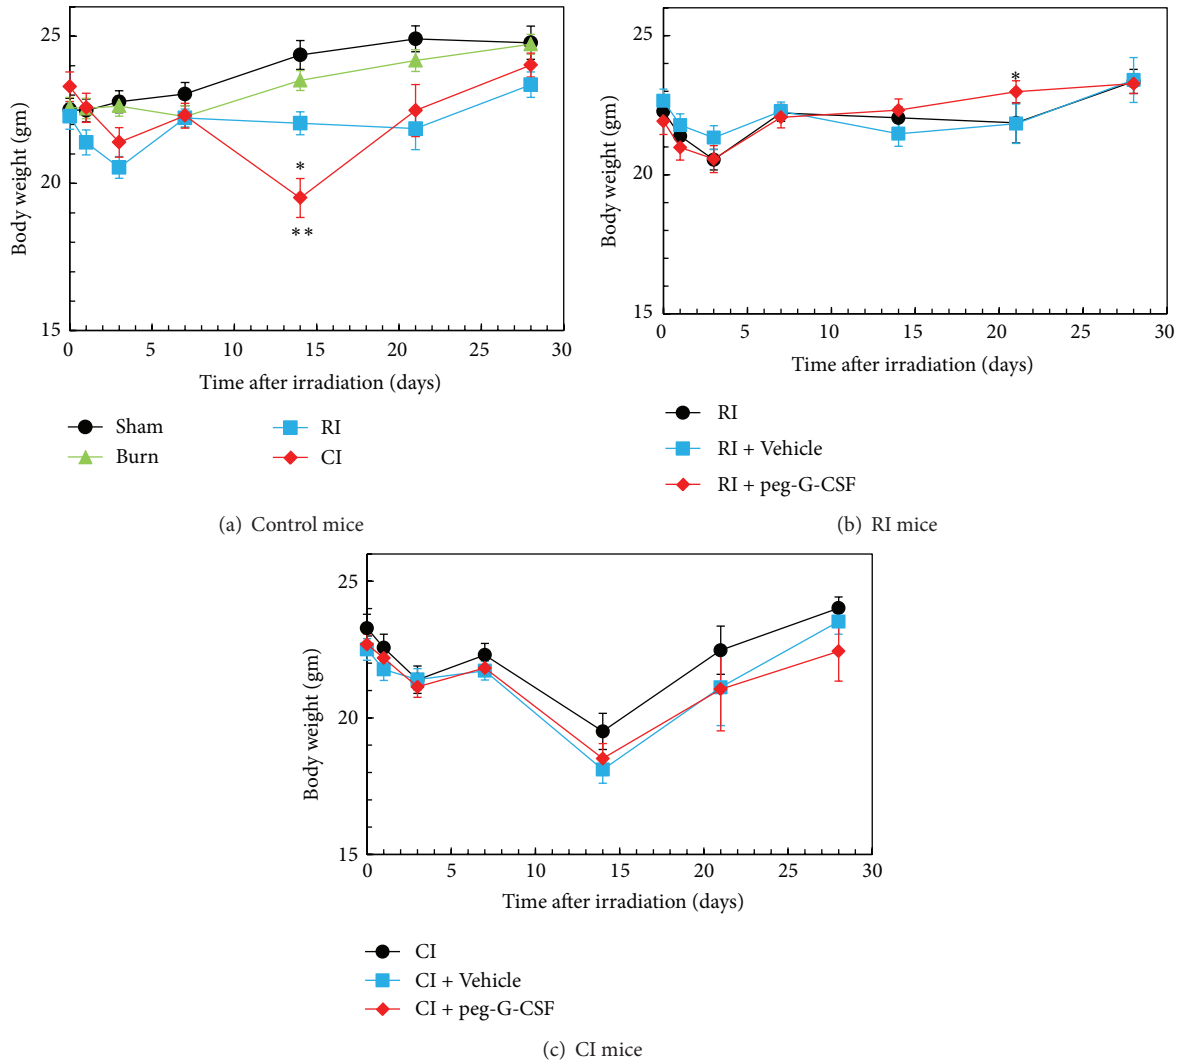 25
20
15
Body weight (gm)
*
**
0 5 10 15 20 25 30
Time after irradiation (days)
Sham
Burn
RI
CI
(a) Control mice
25
20
15
Body weight (gm)
*
0 5 10 15 20 25 30
Time after irradiation (days)
RI
RI + Vehicle
RI + peg-G-CSF
(b) RI mice
25
20
15
Body weight (gm)
0 5 10 15 20 25 30
Time after irradiation (days)
CI
CI + Vehicle
CI + peg-G-CSF
(c) CI mice